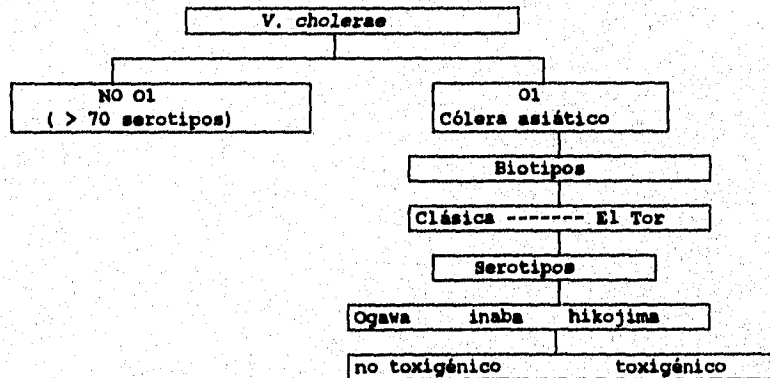 V. cholerae
NO O1
( > 70 serotipos)
O1
Cólera asiático
Biotipos
Clásica ------- El Tor
Serotipos
Ogawa inaba hikojima
no toxigénico toxigénico